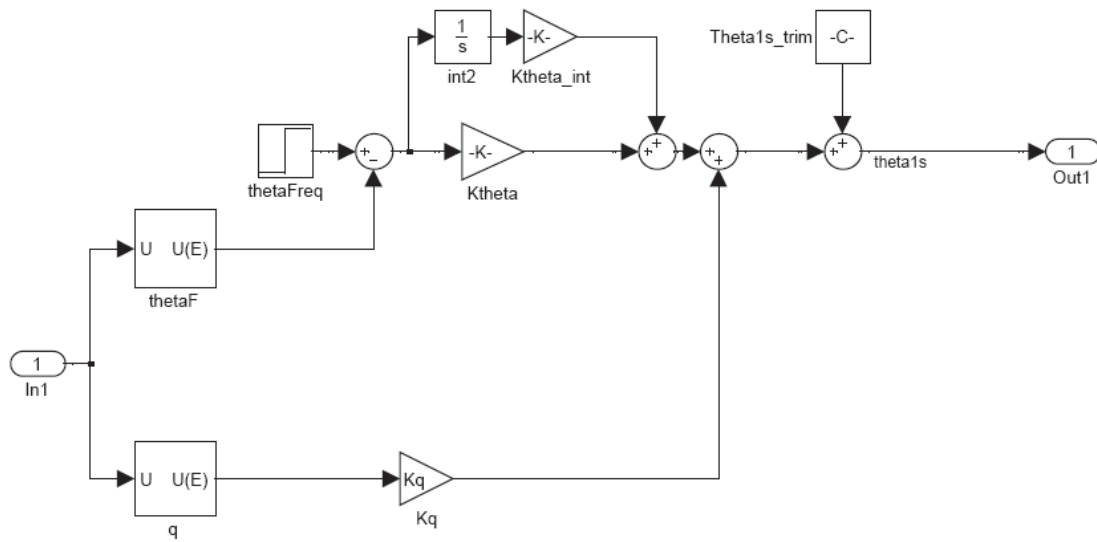 1
s
int2
-K-
Ktheta_int
Theta1s_trim
-C-
+
−
thetaFreq
-K-
Ktheta
+
+
+
+
+
+
theta1s
1
Out1
U U(E)
thetaF
1
In1
U U(E)
q
Kq
Kq